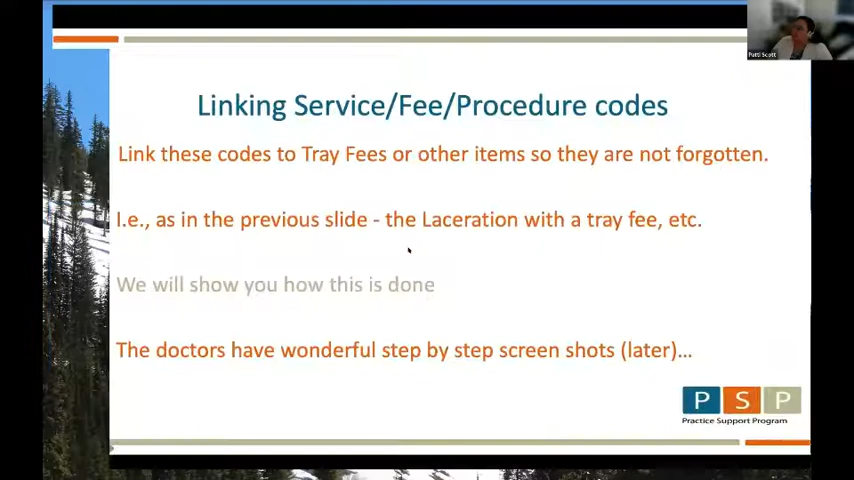 Patti Scott
Linking Service/Fee/Procedure codes
Link these codes to Tray Fees or other items so they are not forgotten.
I.e., as in the previous slide - the Laceration with a tray fee, etc.
We will show you how this is done
The doctors have wonderful step by step screen shots (later)...
P S P
Practice Support Program